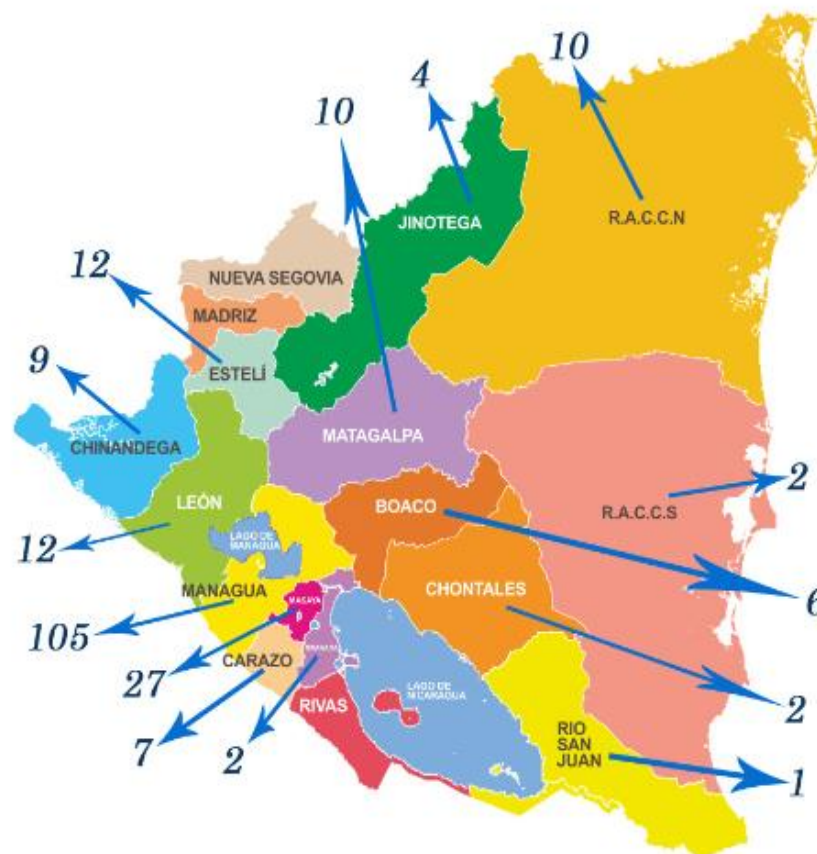 10
4
10
JINOTEGA
R.A.C.C.N
12
NUEVA SEGOVIA
MADRIZ
ESTELÍ
9
CHINANDEGA
MATAGALPA
LEÓN
BOACO
2
R.A.C.C.S
12
LAGO DE
MANAGUA
MANAGUA
CHONTALES
6
MASAYA
105
CARAZO
27
LAGO DE
NICARAGUA
RIVAS
7
2
2
RIO
SAN
JUAN
1